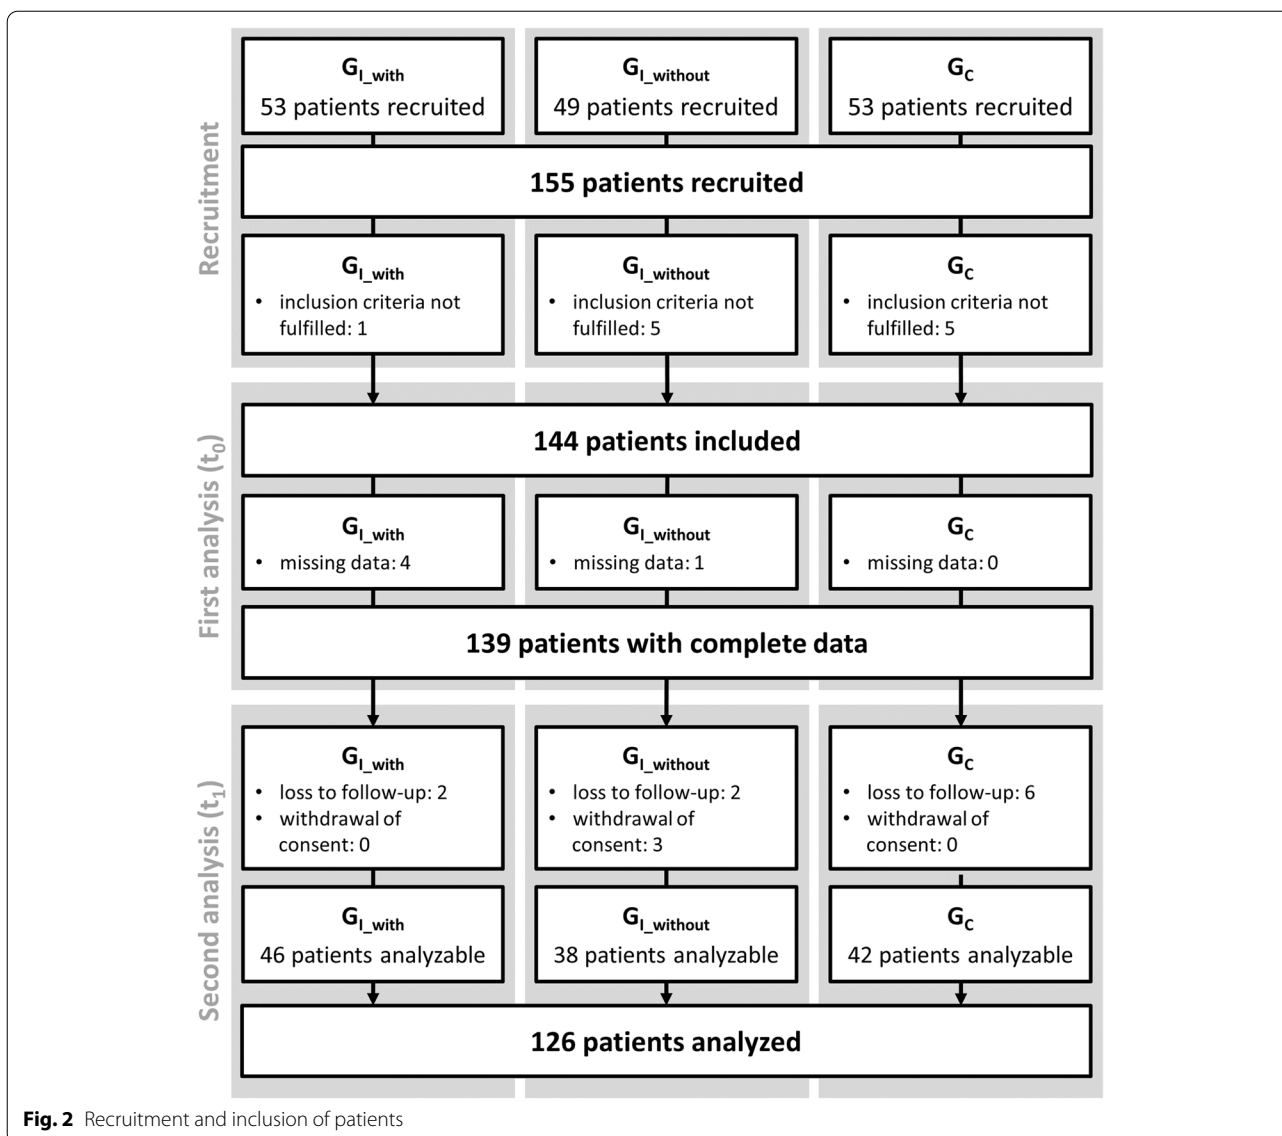 G_I_with
53 patients recruited
G_I_without
49 patients recruited
G_C
53 patients recruited
155 patients recruited
Recruitment
G_I_with
• inclusion criteria not
fulfilled: 1
G_I_without
• inclusion criteria not
fulfilled: 5
G_C
• inclusion criteria not
fulfilled: 5
144 patients included
First analysis (t_0)
G_I_with
• missing data: 4
G_I_without
• missing data: 1
G_C
• missing data: 0
139 patients with complete data
Second analysis (t_1)
G_I_with
• loss to follow-up: 2
• withdrawal of
consent: 0
G_I_without
• loss to follow-up: 2
• withdrawal of
consent: 3
G_C
• loss to follow-up: 6
• withdrawal of
consent: 0
G_I_with
46 patients analyzable
G_I_without
38 patients analyzable
G_C
42 patients analyzable
126 patients analyzed
Fig. 2 Recruitment and inclusion of patients